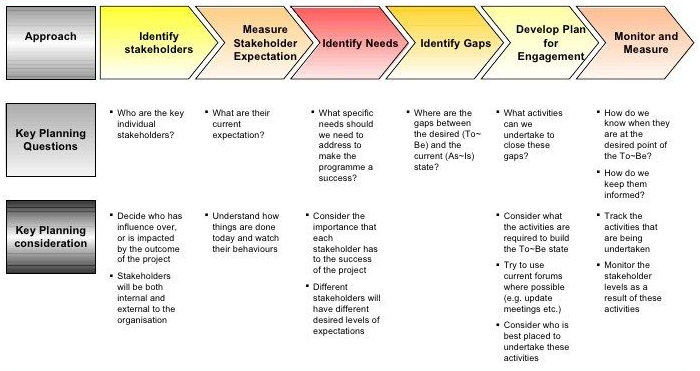 Approach
Identify
stakeholders
Measure
Stakeholder
Expectation
Identify Needs
Identify Gaps
Develop Plan
for
Engagement
Monitor and
Measure
Key Planning
Questions
▪ Who are the key
individual
stakeholders?
▪ What are their
current
expectation?
▪ What specific
needs should
we need to
address to
make the
programme a
success?
▪ Where are the
gaps between
the desired (To~
Be) and the
current (As~Is)
state?
▪ What activities
can we
undertake to
close these
gaps?
▪ How do we
know when they
are at the
desired point of
the To~Be?
▪ How do we
keep them
informed?
Key Planning
consideration
▪ Decide who has
influence over,
or is impacted
by the outcome
of the project
▪ Stakeholders
will be both
internal and
external to the
organisation
▪ Understand how
things are done
today and watch
their behaviours
▪ Consider the
importance that
each
stakeholder has
to the success
of the project
▪ Different
stakeholders will
have different
desired levels of
expectations
▪ Consider what
the activities are
required to build
the To~Be state
▪ Try to use
current forums
where possible
(e.g. update
meetings etc.)
▪ Consider who is
best placed to
undertake these
activities
▪ Track the
activities that
are being
undertaken
▪ Monitor the
stakeholder
levels as a
result of these
activities